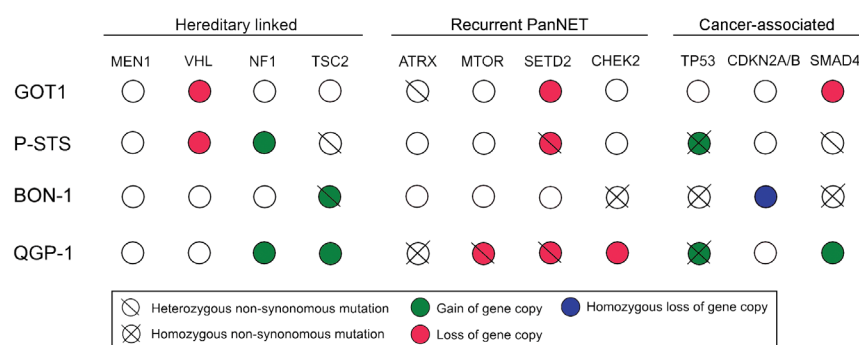 Hereditary linked Recurrent PanNET Cancer-associated
MEN1 VHL NF1 TSC2 ATRX MTOR SETD2 CHEK2 TP53 CDKN2A/B SMAD4
GOT1
P-STS
BON-1
QGP-1
Heterozygous non-synonomous mutation Gain of gene copy Homozygous loss of gene copy
Homozygous non-synonomous mutation Loss of gene copy